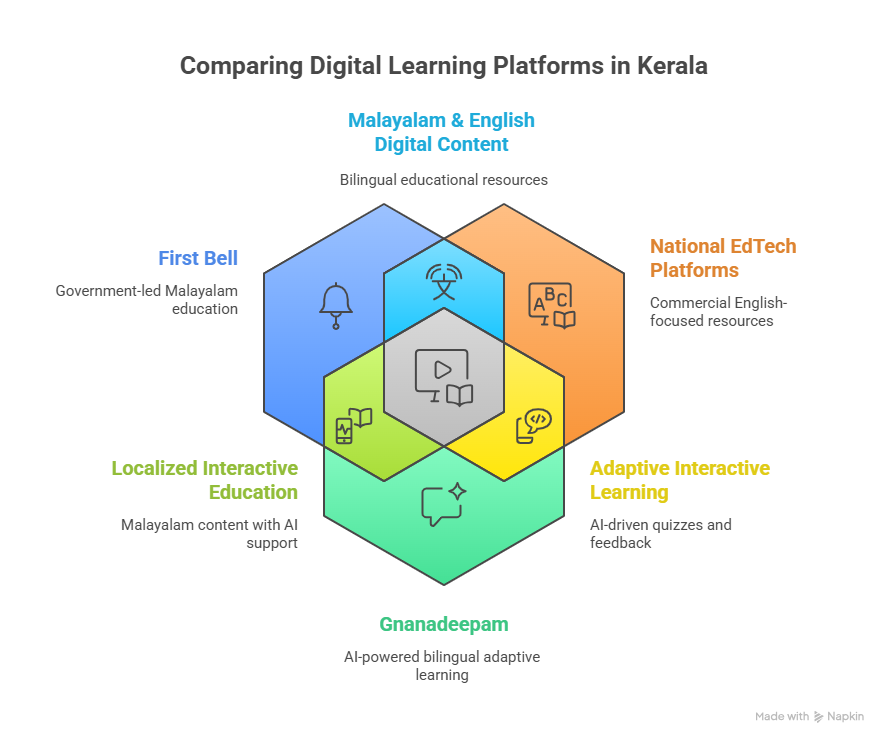 Comparing Digital Learning Platforms in Kerala
Malayalam & English
Digital Content
Bilingual educational resources
First Bell
Government-led Malayalam
education
National EdTech
Platforms
Commercial English-
focused resources
A B C
Localized Interactive
Education
Malayalam content with AI
support
Adaptive Interactive
Learning
AI-driven quizzes and
feedback
Gnanadeepam
AI-powered bilingual adaptive
learning
Made with Napkin